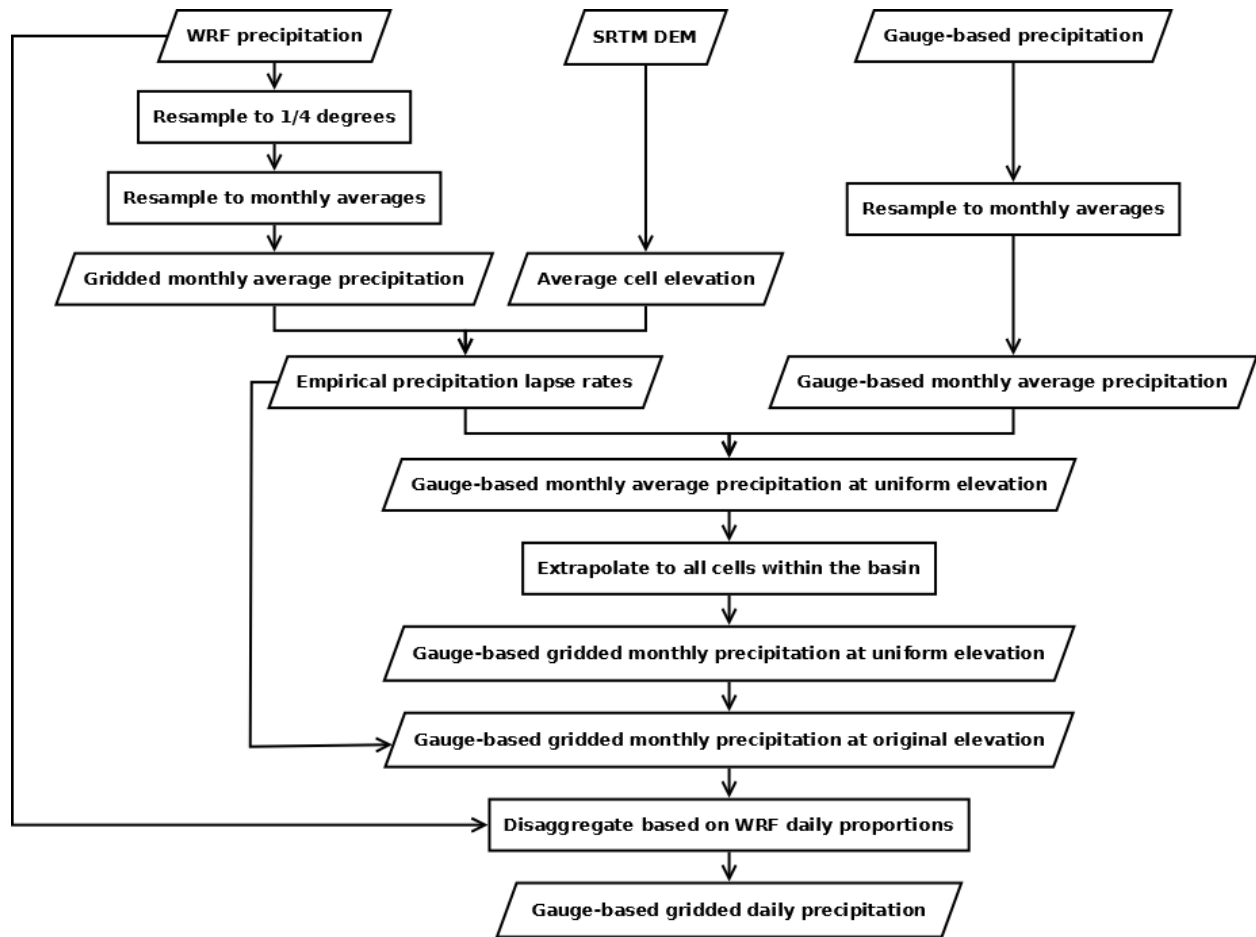 WRF precipitation
SRTM DEM
Gauge-based precipitation
Resample to 1/4 degrees
Resample to monthly averages
Resample to monthly averages
Gridded monthly average precipitation
Average cell elevation
Empirical precipitation lapse rates
Gauge-based monthly average precipitation
Gauge-based monthly average precipitation at uniform elevation
Extrapolate to all cells within the basin
Gauge-based gridded monthly precipitation at uniform elevation
Gauge-based gridded monthly precipitation at original elevation
Disaggregate based on WRF daily proportions
Gauge-based gridded daily precipitation